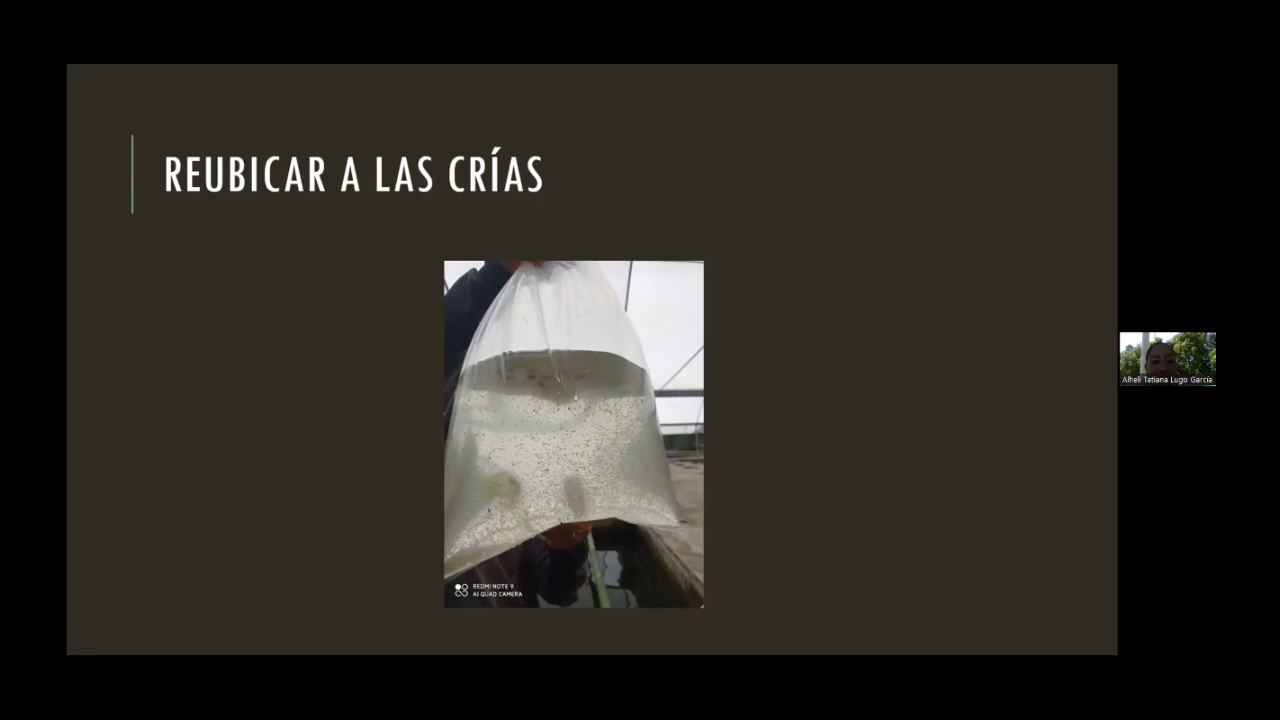 REUBICAR A LAS CRÍAS
REDMI NOTE 9
AI QUAD CAMERA
Alheli Tatiana Lugo García